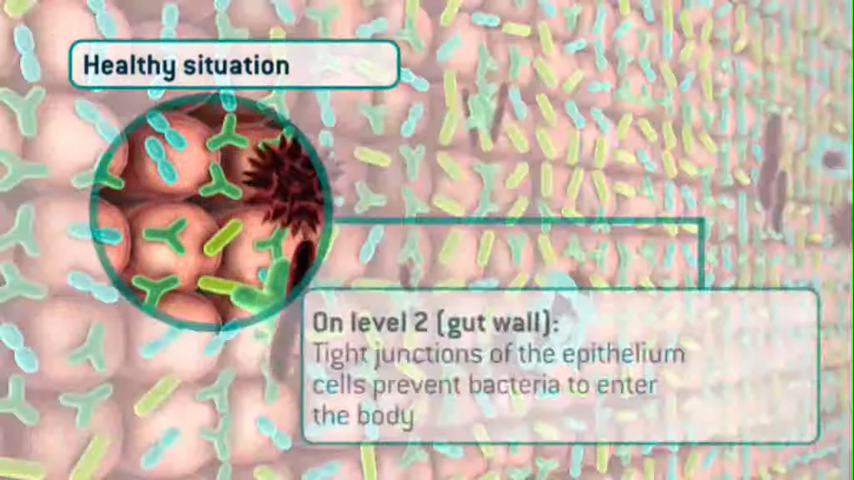 Healthy situation
On level 2 (gut wall):
Tight junctions of the epithelium
cells prevent bacteria to enter
the body